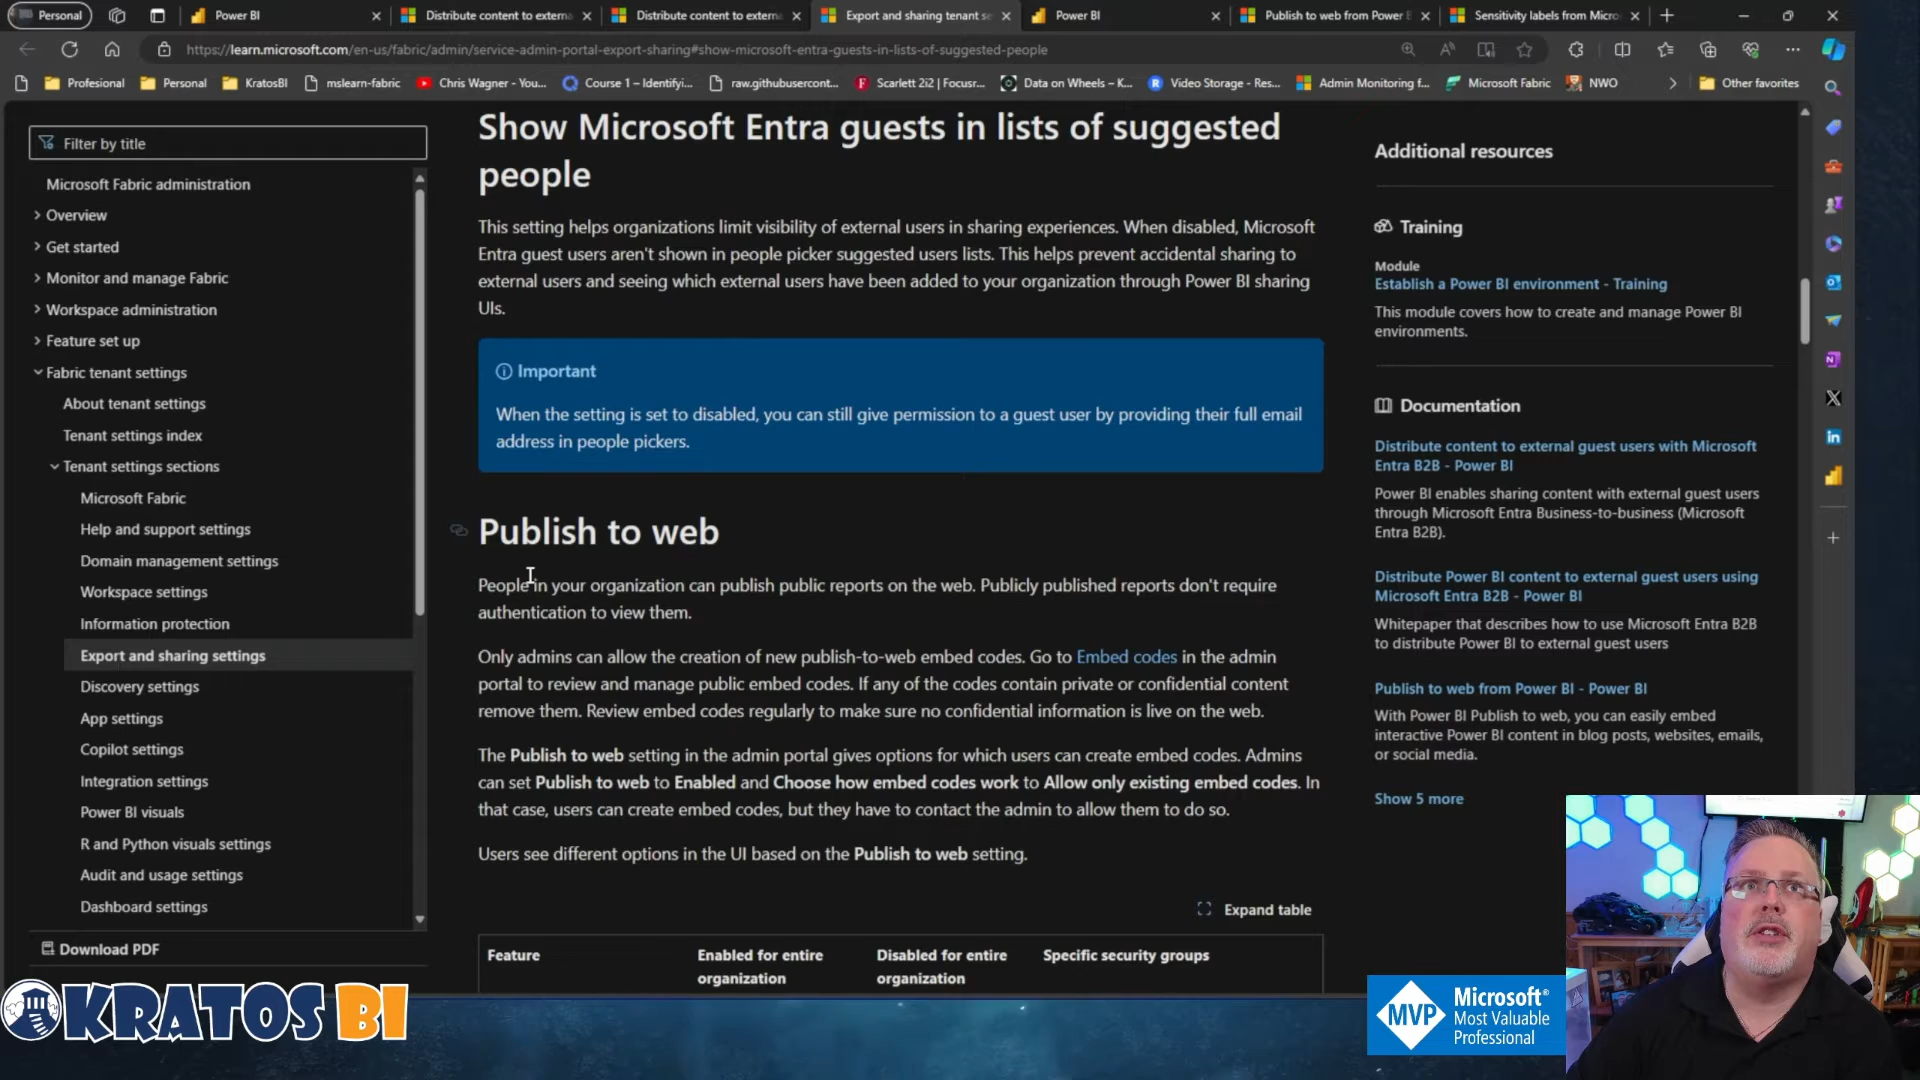 Personal
Power BI
Distribute content to extern
Distribute content to extern
Export and sharing tenant se
Power BI
Publish to web from Power B
Sensitivity labels from Micro
https://learn.microsoft.com/en-us/fabric/admin/service-admin-portal-export-sharing#show-microsoft-entra-guests-in-lists-of-suggested-people
Profesional
Personal
KratosBI
mslearn-fabric
Chris Wagner - You...
Course 1 – Identifyi...
raw.githubusercont...
Scarlett 2i2 | Focusr...
Data on Wheels – K...
Video Storage - Res...
Admin Monitoring f...
Microsoft Fabric
NWO
Other favorites
Filter by title
Microsoft Fabric administration
Overview
Get started
Monitor and manage Fabric
Workspace administration
Feature set up
Fabric tenant settings
About tenant settings
Tenant settings index
Tenant settings sections
Microsoft Fabric
Help and support settings
Domain management settings
Workspace settings
Information protection
Export and sharing settings
Discovery settings
App settings
Copilot settings
Integration settings
Power BI visuals
R and Python visuals settings
Audit and usage settings
Dashboard settings
Download PDF
Show Microsoft Entra guests in lists of suggested
people
This setting helps organizations limit visibility of external users in sharing experiences. When disabled, Microsoft
Entra guest users aren't shown in people picker suggested users lists. This helps prevent accidental sharing to
external users and seeing which external users have been added to your organization through Power BI sharing
UIs.
Important
When the setting is set to disabled, you can still give permission to a guest user by providing their full email
address in people pickers.
Publish to web
People in your organization can publish public reports on the web. Publicly published reports don't require
authentication to view them.
Only admins can allow the creation of new publish-to-web embed codes. Go to Embed codes in the admin
portal to review and manage public embed codes. If any of the codes contain private or confidential content
remove them. Review embed codes regularly to make sure no confidential information is live on the web.
The Publish to web setting in the admin portal gives options for which users can create embed codes. Admins
can set Publish to web to Enabled and Choose how embed codes work to Allow only existing embed codes. In
that case, users can create embed codes, but they have to contact the admin to allow them to do so.
Users see different options in the UI based on the Publish to web setting.
Expand table
Feature
Enabled for entire
organization
Disabled for entire
organization
Specific security groups
Additional resources
Training
Module
Establish a Power BI environment - Training
This module covers how to create and manage Power BI
environments.
Documentation
Distribute content to external guest users with Microsoft
Entra B2B - Power BI
Power BI enables sharing content with external guest users
through Microsoft Entra Business-to-business (Microsoft
Entra B2B).
Distribute Power BI content to external guest users using
Microsoft Entra B2B - Power BI
Whitepaper that describes how to use Microsoft Entra B2B
to distribute Power BI to external guest users
Publish to web from Power BI - Power BI
With Power BI Publish to web, you can easily embed
interactive Power BI content in blog posts, websites, emails,
or social media.
Show 5 more
KRATOS BI
MVP
Microsoft®
Most Valuable
Professional